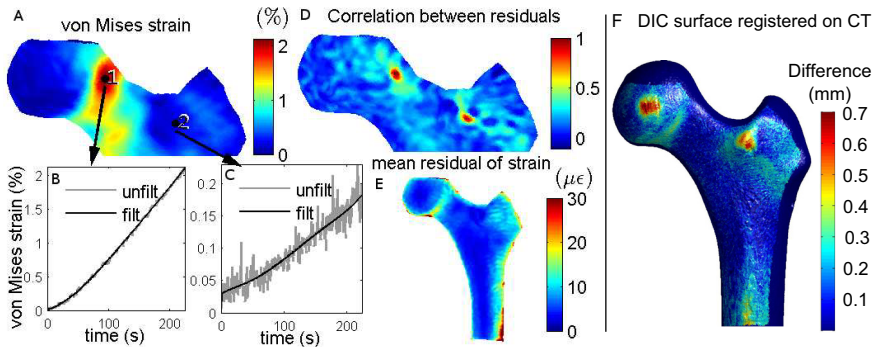 A von Mises strain
(%)
2
1
0
1
2
D Correlation between residuals
1
0.5
0
F DIC surface registered on CT
Difference
(mm)
0.7
0.6
0.5
0.4
0.3
0.2
0.1
B
unfilt
filt
von Mises strain (%)
2
1.5
1
0.5
0
0 100 200
time (s)
C
unfilt
filt
0.2
0.15
0.1
0.05
0
0 100 200
time (s)
mean residual of strain
E
(με)
30
20
10
0